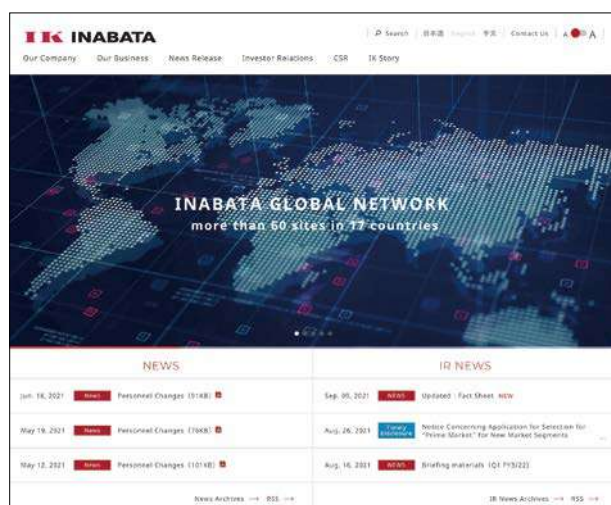 IK INABATA
Search 日本語 English 中文 Contact Us A A
Our Company Our Business News Release Investor Relations CSR IK Story
INABATA GLOBAL NETWORK
more than 60 sites in 17 countries
NEWS
Jun. 18, 2021 News Personnel Changes (51KB)
May 19, 2021 News Personnel Changes (76KB)
May 12, 2021 News Personnel Changes (101KB)
News Archives → RSS →
IR NEWS
Sep. 09, 2021 NEWS Updated : Fact Sheet NEW
Aug. 26, 2021 Timely Disclosure Notice Concerning Application for Selection for
"Prime Market" for New Market Segments
Aug. 16, 2021 NEWS Briefing materials (Q1 FY3/22)
IR News Archives → RSS →